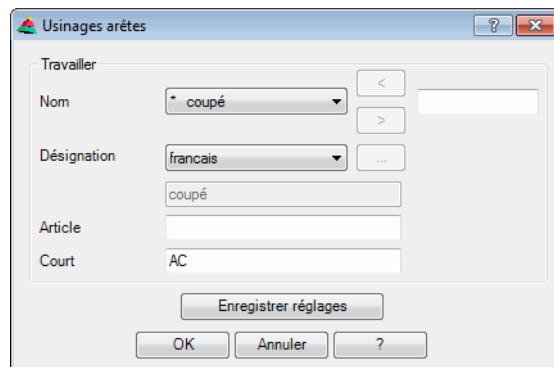 Usinages arêtes
Travailler
Nom
* coupé
<
>
Désignation
francais
...
coupé
Article
Court
AC
Enregistrer réglages
OK
Annuler
?